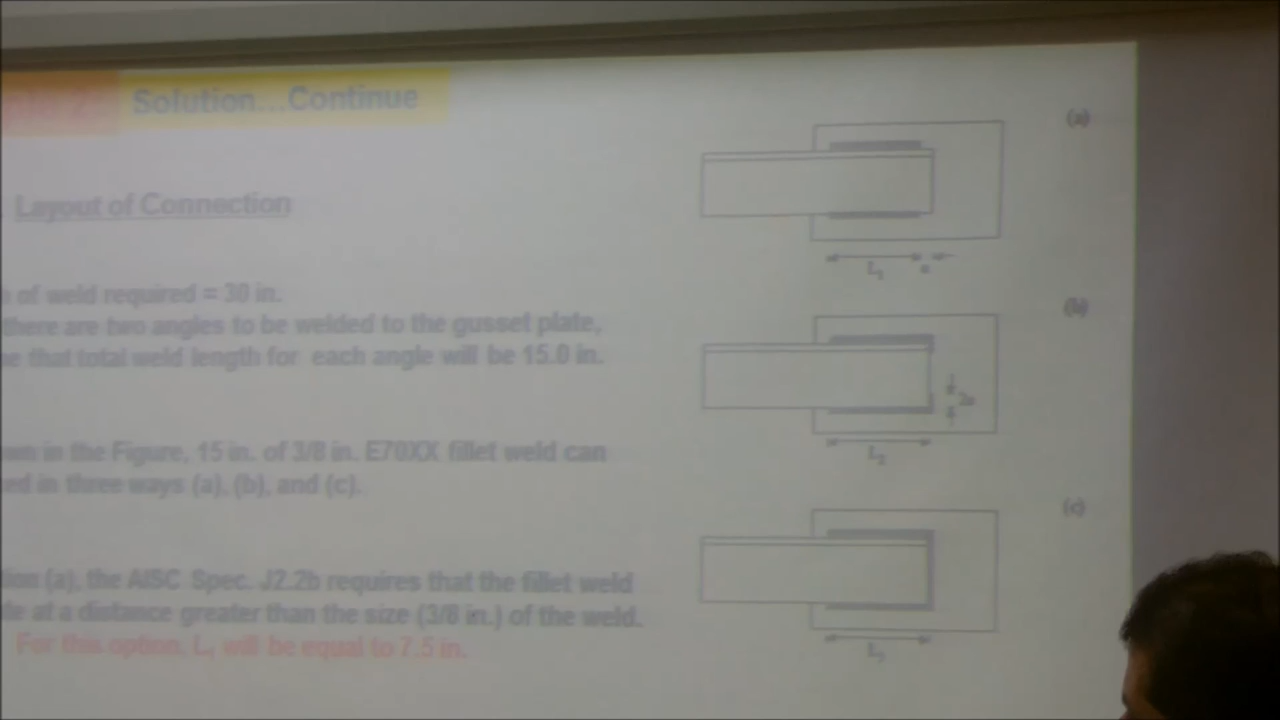 Solution...Continue
Layout of Connection
of weld required = 30 in.
there are two angles to be welded to the gusset plate,
that total weld length for each angle will be 15.0 in.
in the Figure, 15 in. of 3/8 in. E70XX fillet weld can
in three ways (a), (b), and (c).
(a), the AISC Spec. J2.2b requires that the fillet weld
at a distance greater than the size (3/8 in.) of the weld.
For this option, L₁ will be equal to 7.5 in.
(a)
L₁
a
(b)
2a
L₂
(c)
L₃